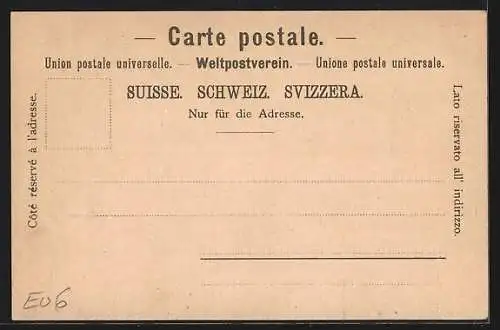 — Carte postale. —
Union postale universelle. — Weltpostverein. — Unione postale universale.
SUISSE. SCHWEIZ. SVIZZERA.
Nur für die Adresse.
Côté réservé à l'adresse.
Lato riservato all' indirizzo.
E06